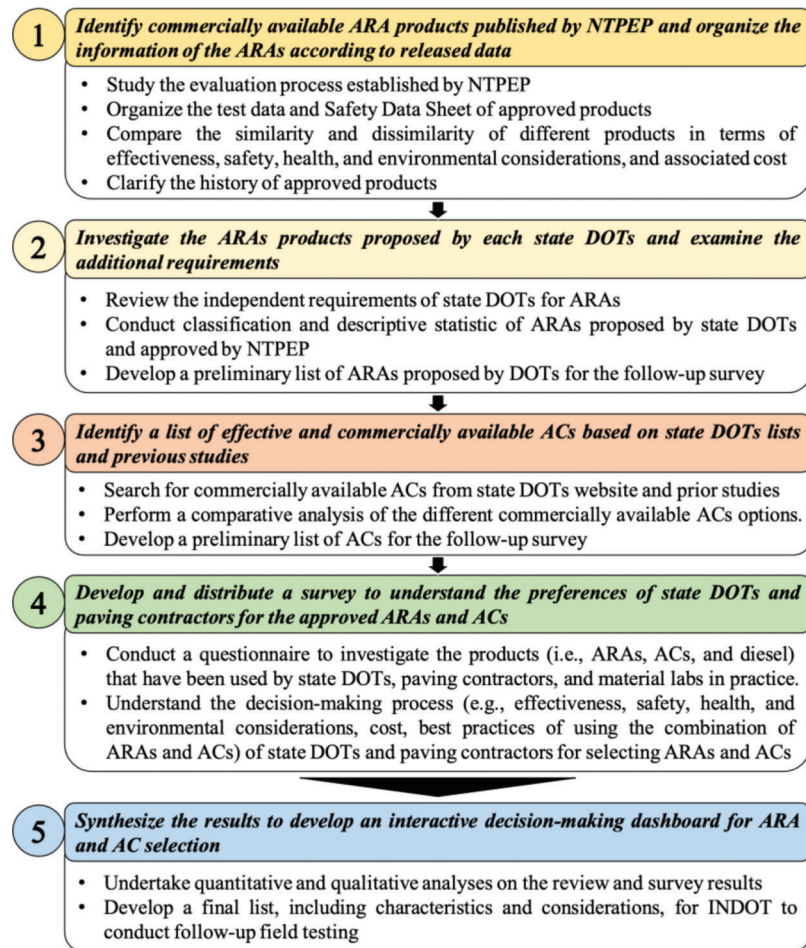 1
Identify commercially available ARA products published by NTPEP and organize the
information of the ARAs according to released data
• Study the evaluation process established by NTPEP
• Organize the test data and Safety Data Sheet of approved products
• Compare the similarity and dissimilarity of different products in terms of
effectiveness, safety, health, and environmental considerations, and associated cost
• Clarify the history of approved products
2
Investigate the ARAs products proposed by each state DOTs and examine the
additional requirements
• Review the independent requirements of state DOTs for ARAs
• Conduct classification and descriptive statistic of ARAs proposed by state DOTs
and approved by NTPEP
• Develop a preliminary list of ARAs proposed by DOTs for the follow-up survey
3
Identify a list of effective and commercially available ACs based on state DOTs lists
and previous studies
• Search for commercially available ACs from state DOTs website and prior studies
• Perform a comparative analysis of the different commercially available ACs options.
• Develop a preliminary list of ACs for the follow-up survey
4
Develop and distribute a survey to understand the preferences of state DOTs and
paving contractors for the approved ARAs and ACs
• Conduct a questionnaire to investigate the products (i.e., ARAs, ACs, and diesel)
that have been used by state DOTs, paving contractors, and material labs in practice.
• Understand the decision-making process (e.g., effectiveness, safety, health, and
environmental considerations, cost, best practices of using the combination of
ARAs and ACs) of state DOTs and paving contractors for selecting ARAs and ACs
5
Synthesize the results to develop an interactive decision-making dashboard for ARA
and AC selection
• Undertake quantitative and qualitative analyses on the review and survey results
• Develop a final list, including characteristics and considerations, for INDOT to
conduct follow-up field testing